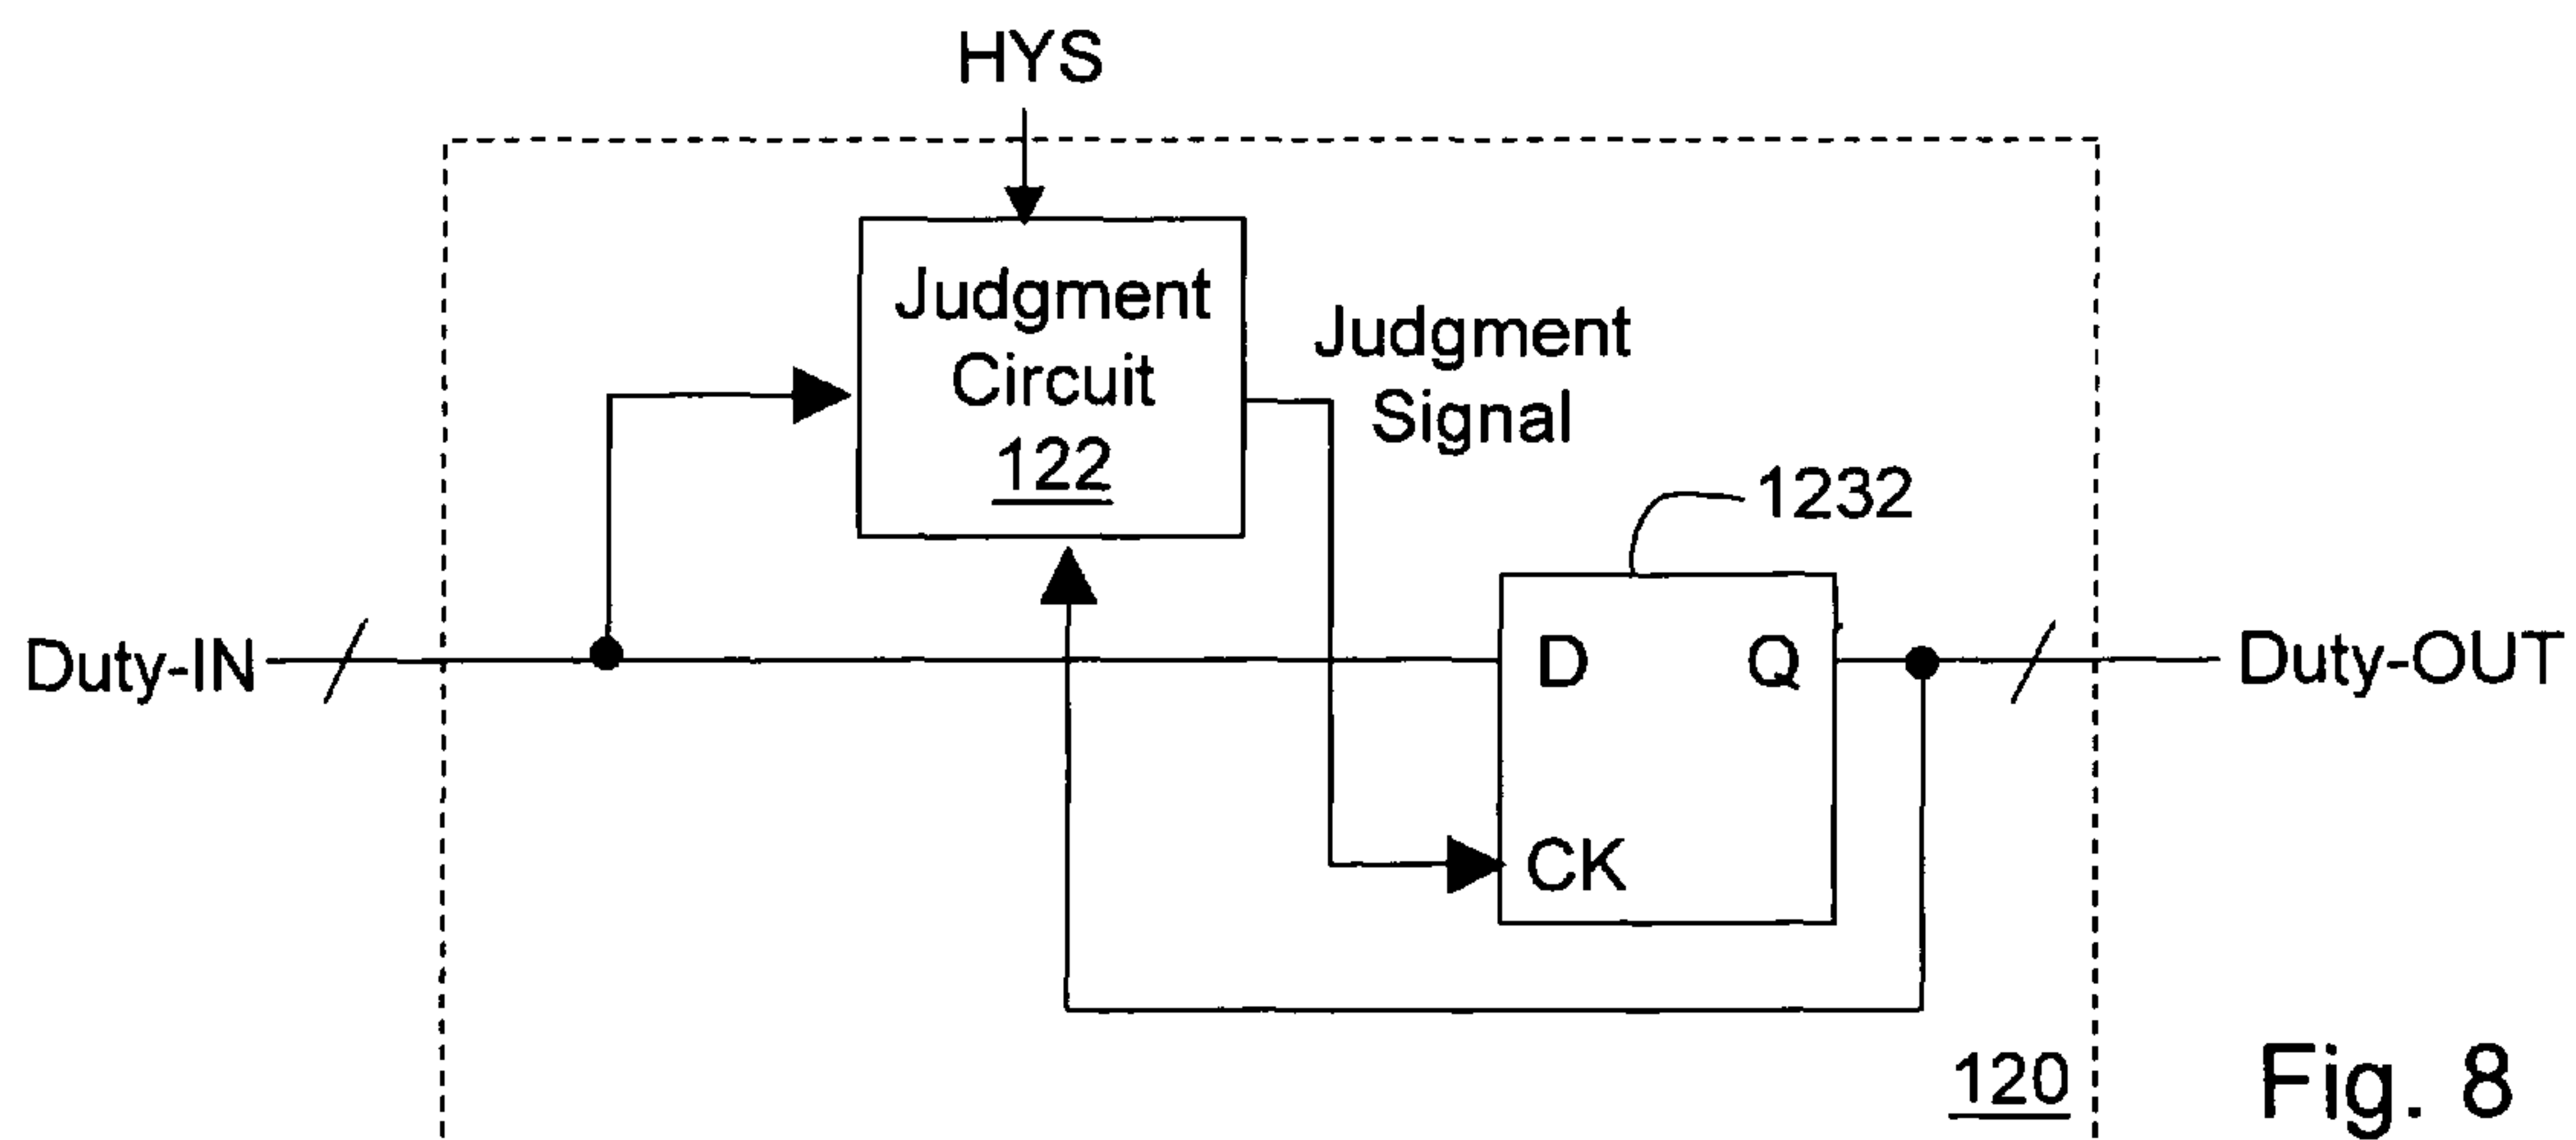 HYS
Judgment
Circuit
122
Judgment
Signal
1232
Duty-IN
D
Q
Duty-OUT
CK
120
Fig. 8